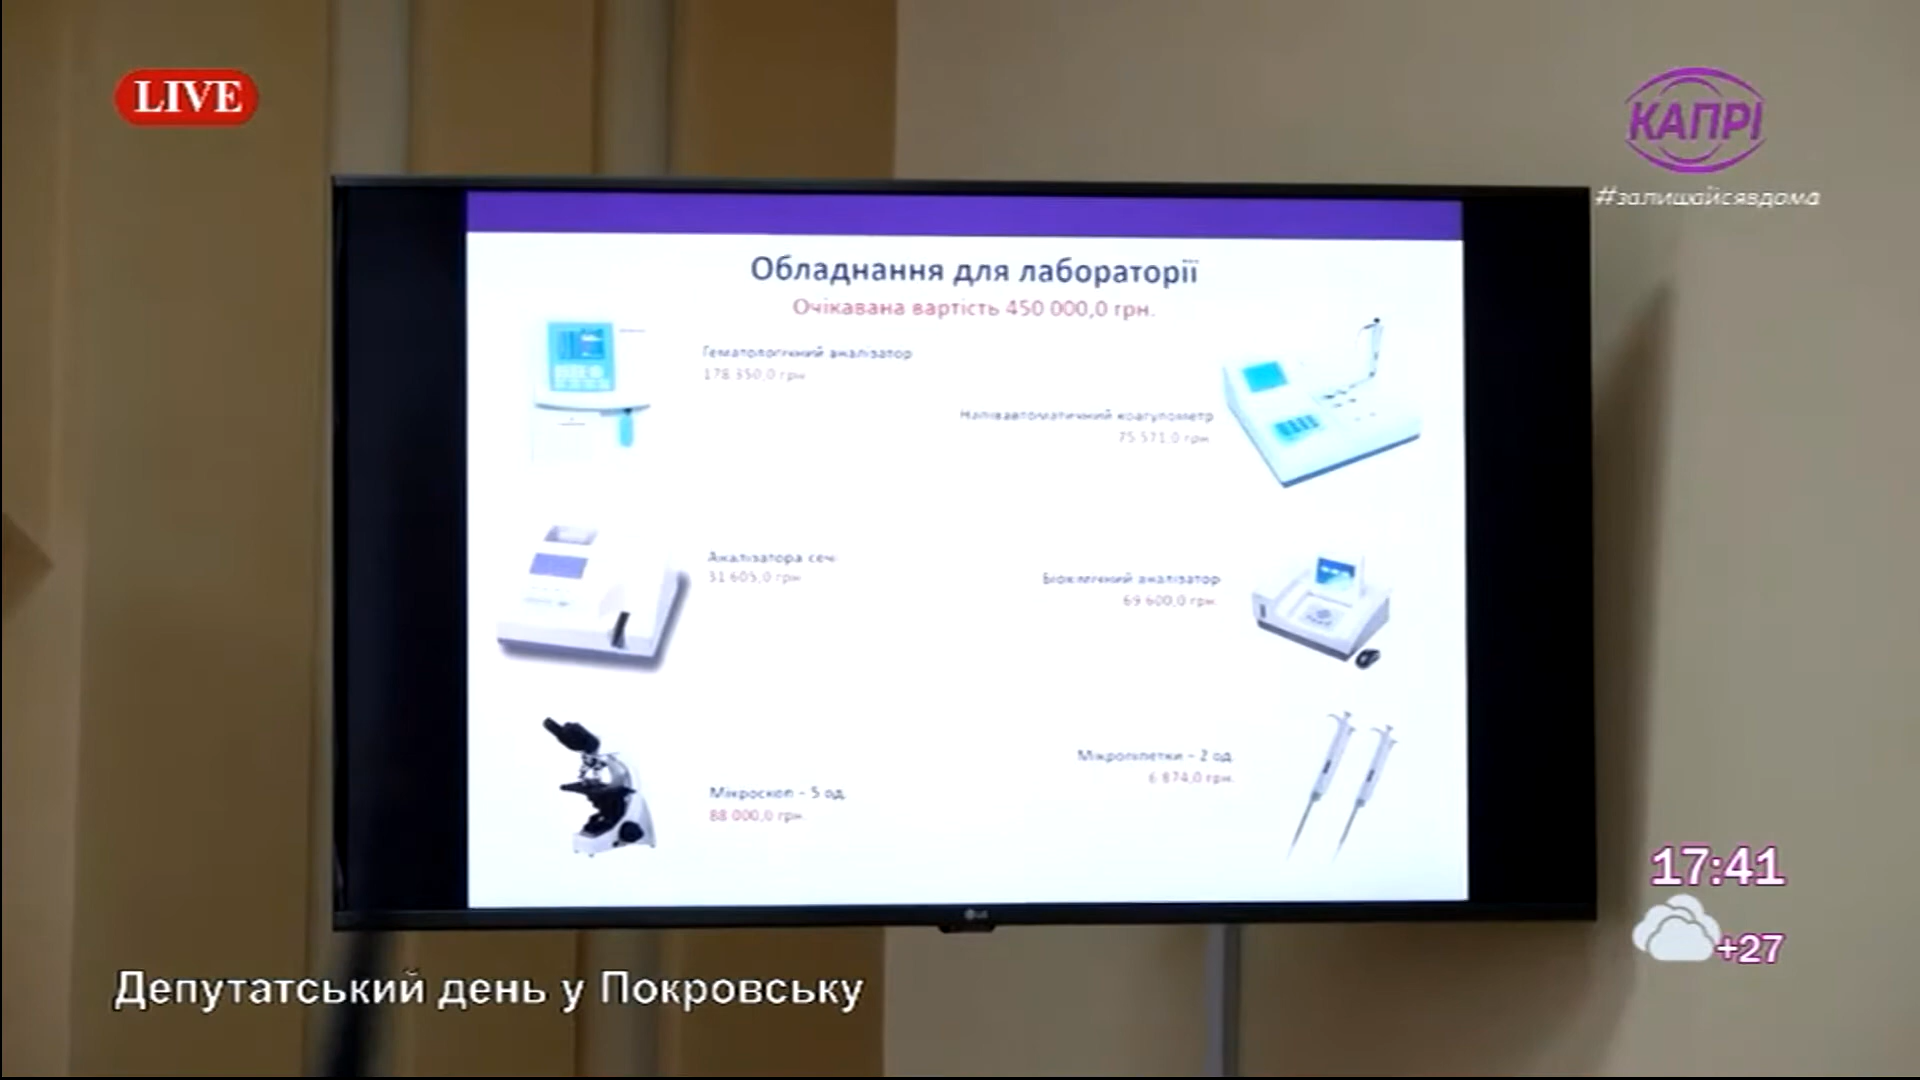 LIVE
КАПРІ
#залишайсявдома
Обладнання для лабораторії
Очікавана вартість 450 000,0 грн.
Гематологічний аналізатор
178 350,0 грн
Напівавтоматичний коагулометр
75 571,0 грн.
Аналізатора сечі
31 605,0 грн
Біохімічний аналізатор
69 600,0 грн.
Мікропіпетки - 2 од.
6 874,0 грн.
Мікроскоп - 5 од.
88 000,0 грн.
LG
17:41
+27
Депутатський день у Покровську